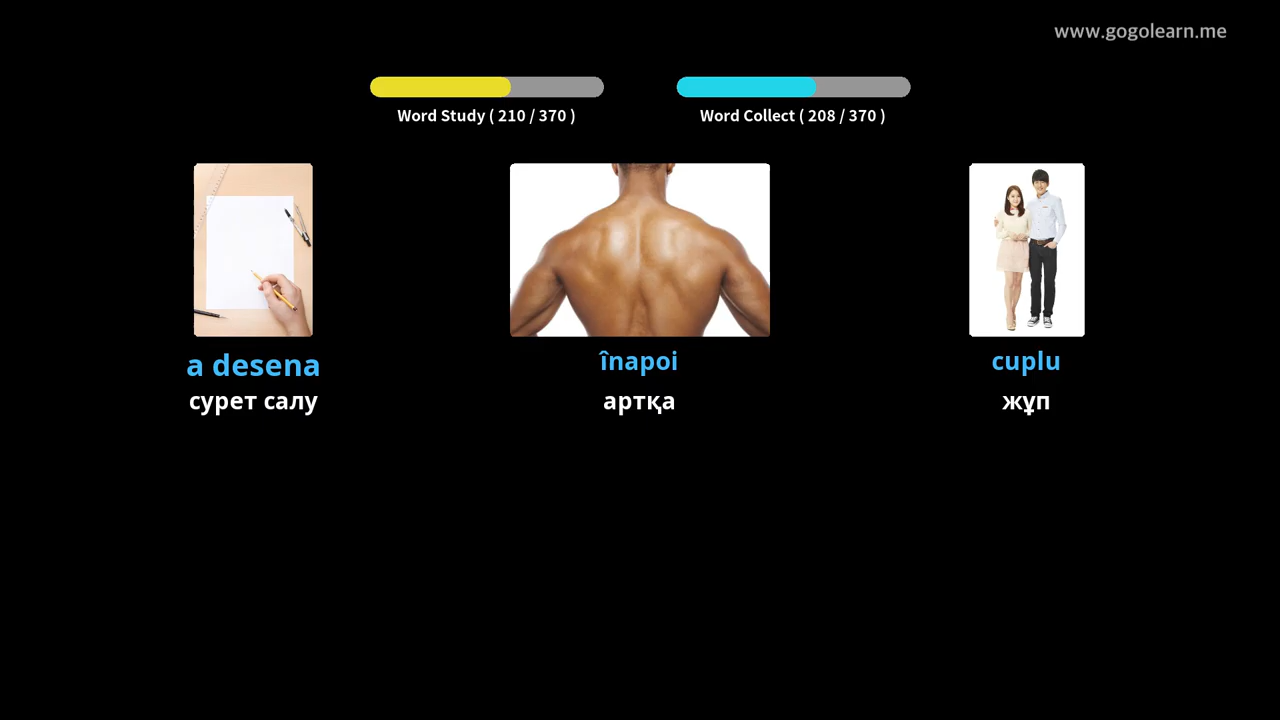 www.gogolearn.me
Word Study ( 210 / 370 )
Word Collect ( 208 / 370 )
a desena
сурет салу
înapoi
артқа
cuplu
жұп